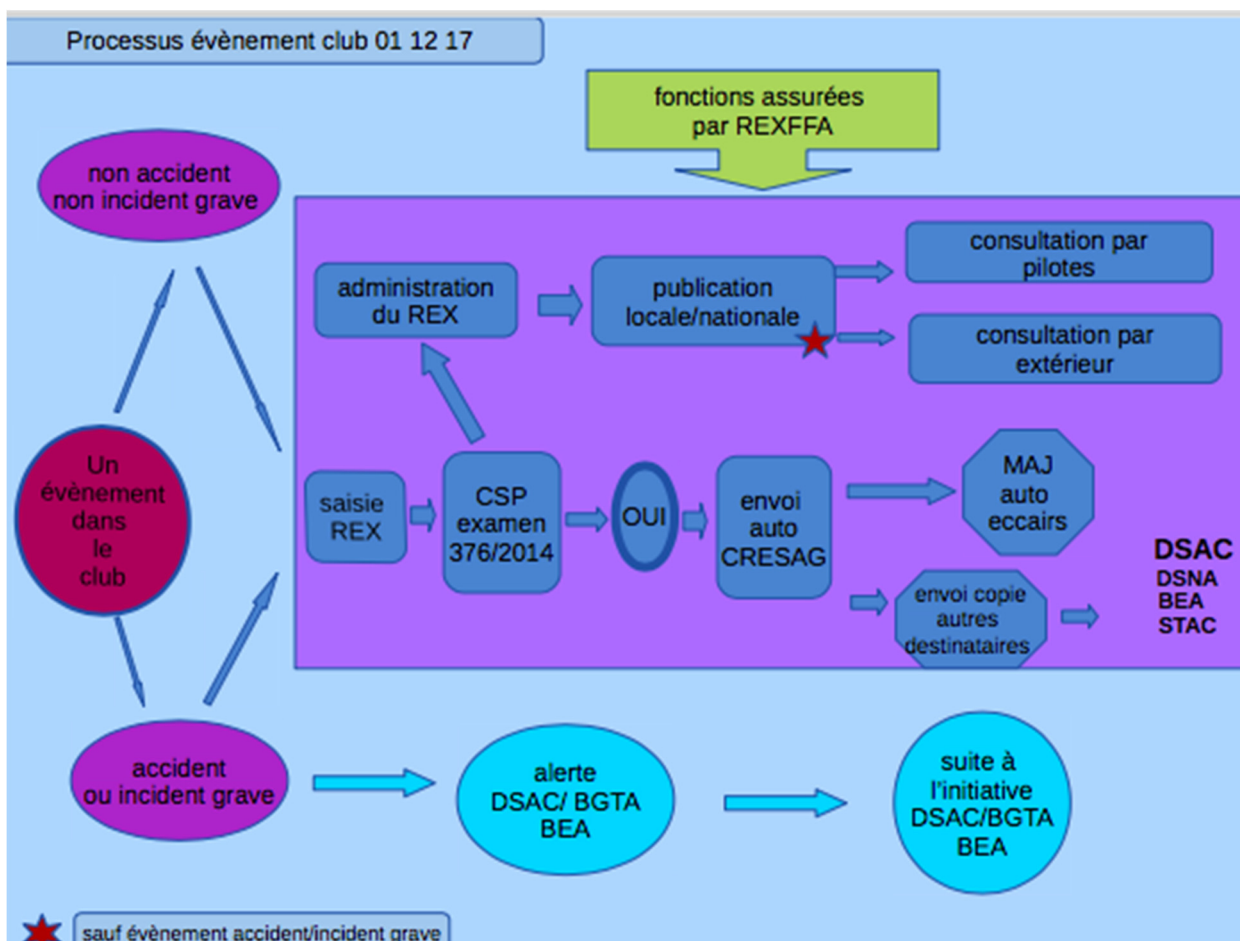 Processus évènement club 01 12 17
fonctions assurées
par REXFFA
non accident
non incident grave
administration
du REX
publication
locale/nationale
consultation par
pilotes
consultation par
extérieur
Un
évènement
dans
le
club
saisie
REX
CSP
examen
376/2014
OUI
envoi
auto
CRESAG
MAJ
auto
eccairs
envoi copie
autres
destinataires
DSAC
DSNA
BEA
STAC
accident
ou incident grave
alerte
DSAC/ BGTA
BEA
suite à
l'initiative
DSAC/BGTA
BEA
sauf évènement accident/incident grave